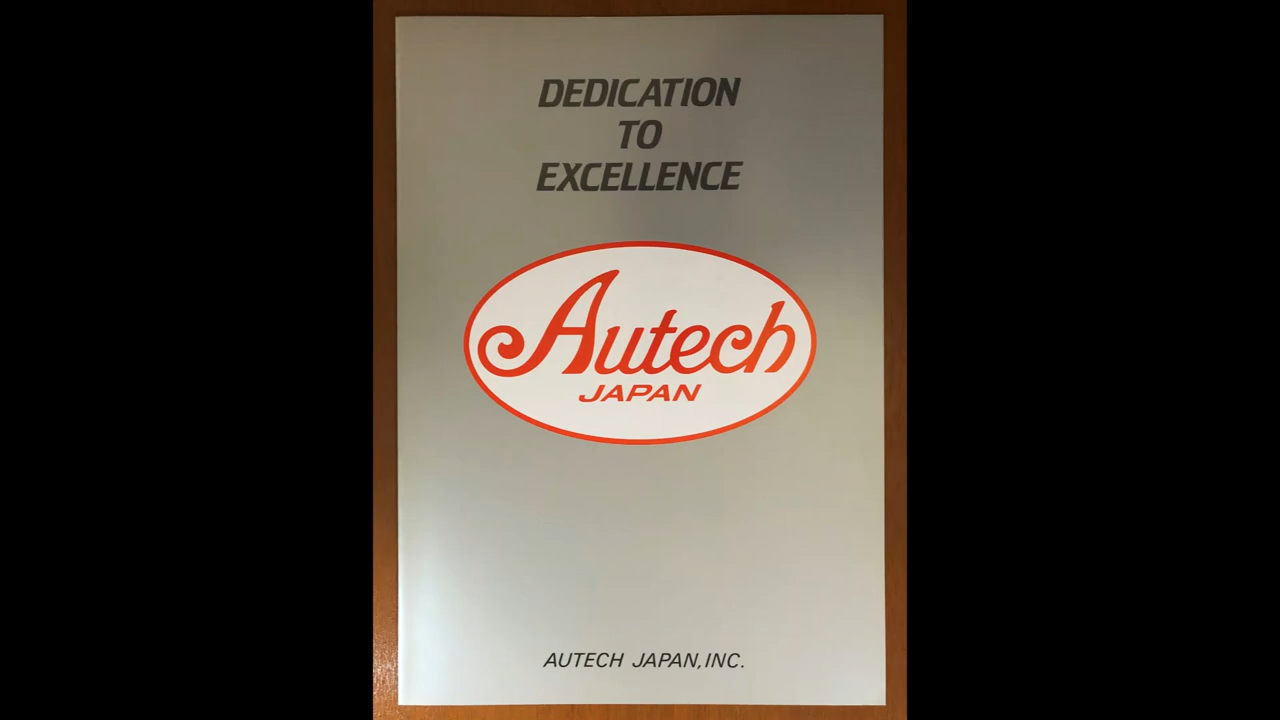 DEDICATION
TO
EXCELLENCE
Autech
JAPAN
AUTECH JAPAN, INC.